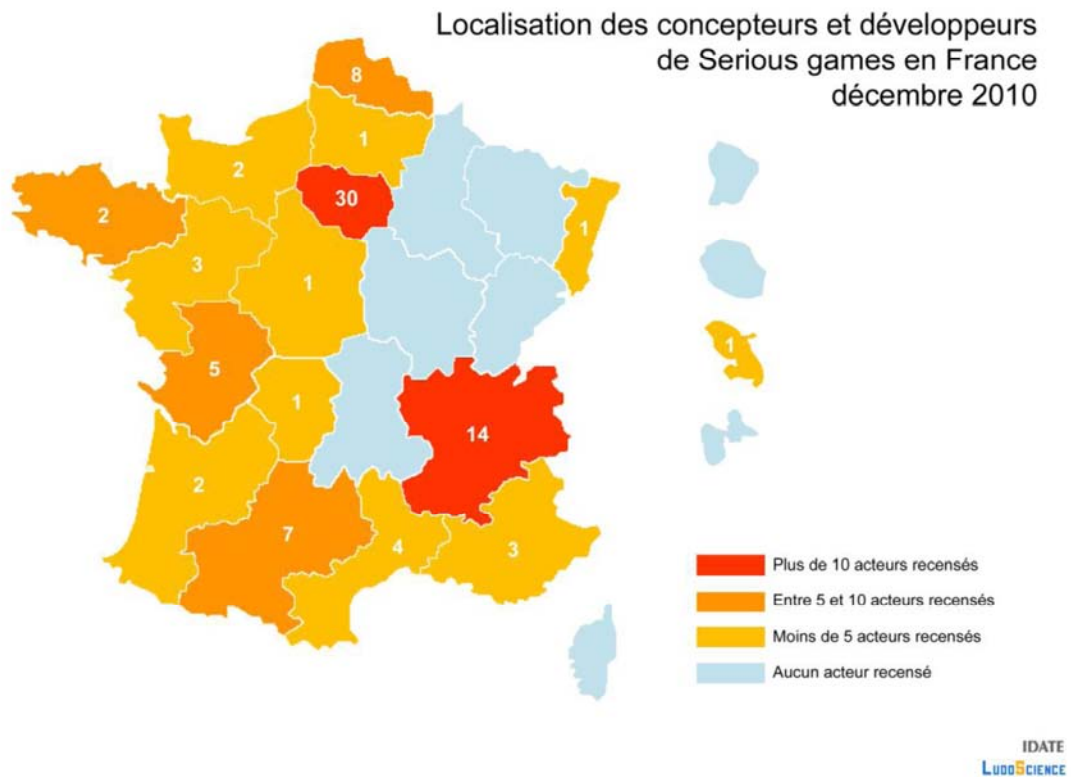 Localisation des concepteurs et développeurs
de Serious games en France
décembre 2010
8
1
2
30
2
1
3
1
5
1
1
14
2
7
4
3
Plus de 10 acteurs recensés
Entre 5 et 10 acteurs recensés
Moins de 5 acteurs recensés
Aucun acteur recensé
IDATE
LUDOSCIENCE